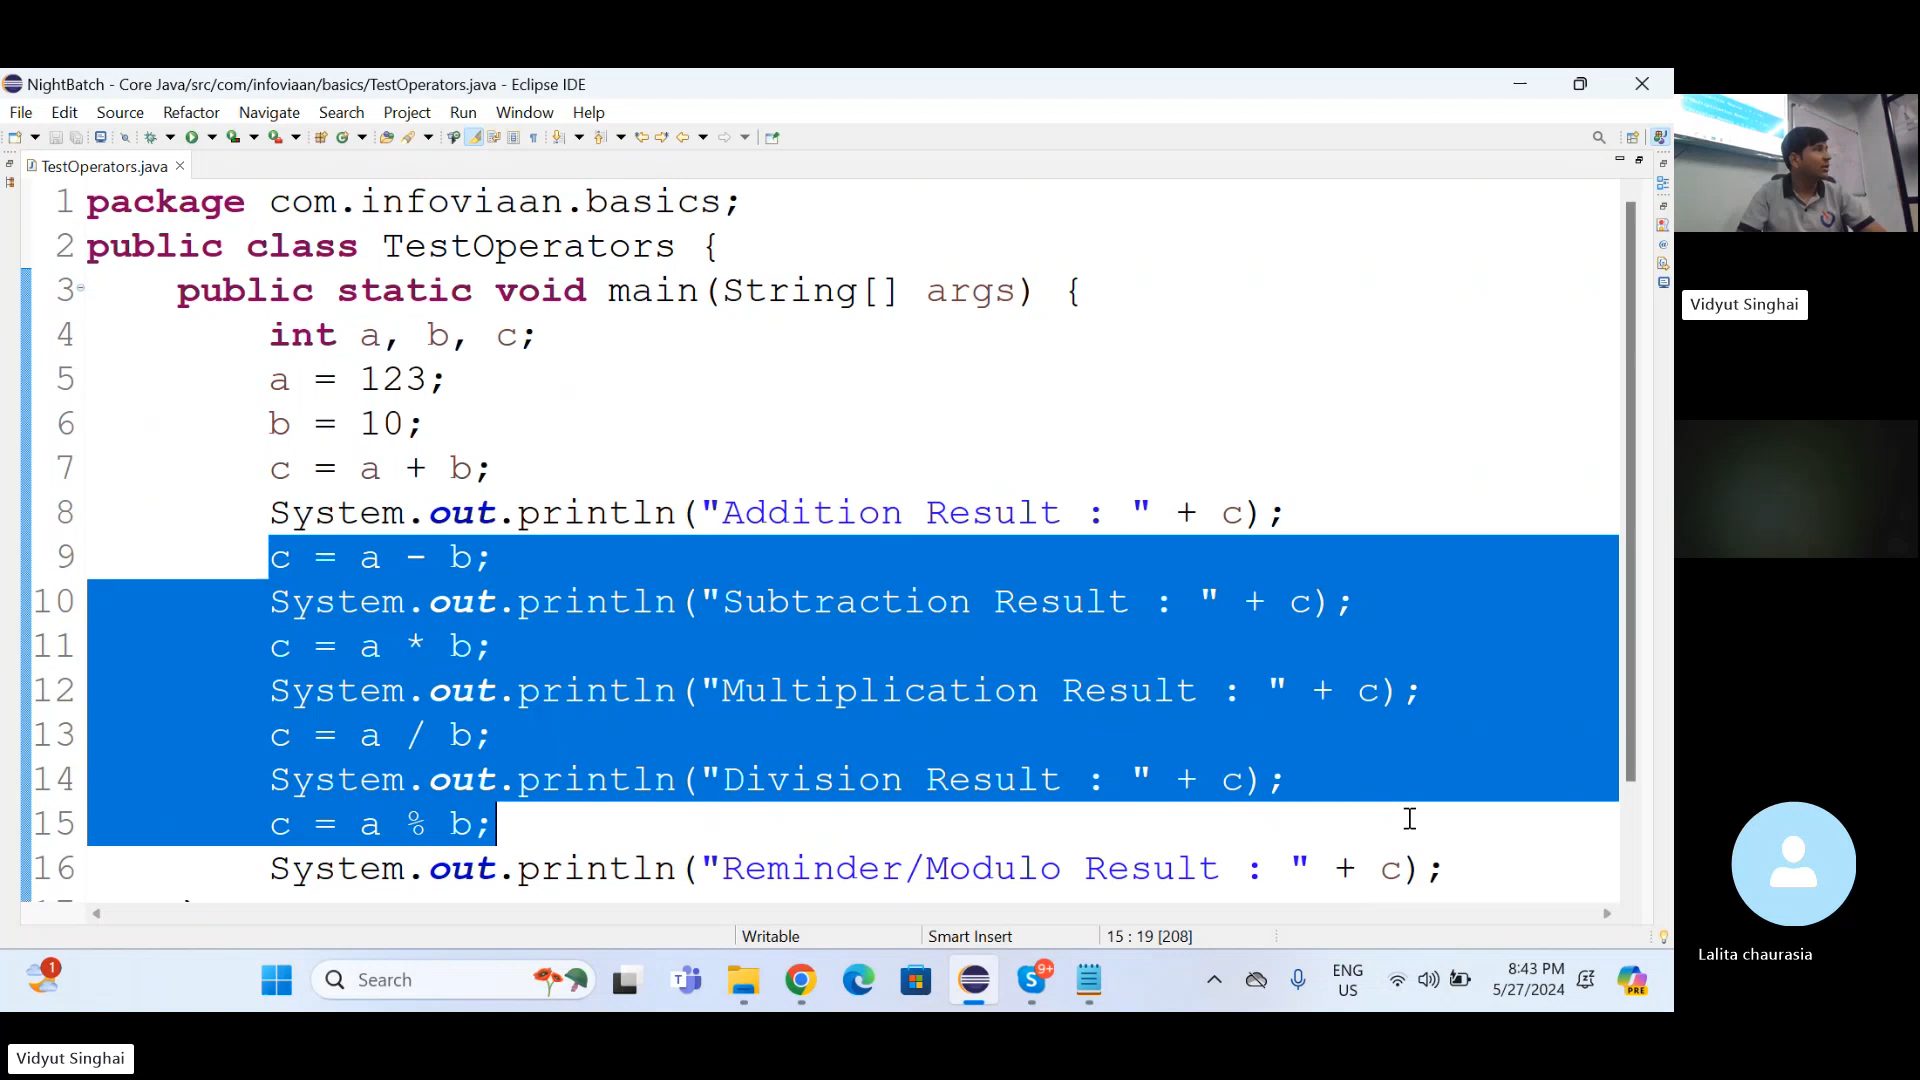 NightBatch - Core Java/src/com/infoviaan/basics/TestOperators.java - Eclipse IDE
File Edit Source Refactor Navigate Search Project Run Window Help
TestOperators.java
1 package com.infoviaan.basics;
2 public class TestOperators {
3 public static void main(String[] args) {
4 int a, b, c;
5 a = 123;
6 b = 10;
7 c = a + b;
8 System.out.println("Addition Result : " + c);
9 c = a - b;
10 System.out.println("Subtraction Result : " + c);
11 c = a * b;
12 System.out.println("Multiplication Result : " + c);
13 c = a / b;
14 System.out.println("Division Result : " + c);
15 c = a % b;
16 System.out.println("Reminder/Modulo Result : " + c);
Writable Smart Insert 15 : 19 [208]
1 Search 9+ ENG
US 8:43 PM
5/27/2024 PRE
Vidyut Singhai
Lalita chaurasia
Vidyut Singhai